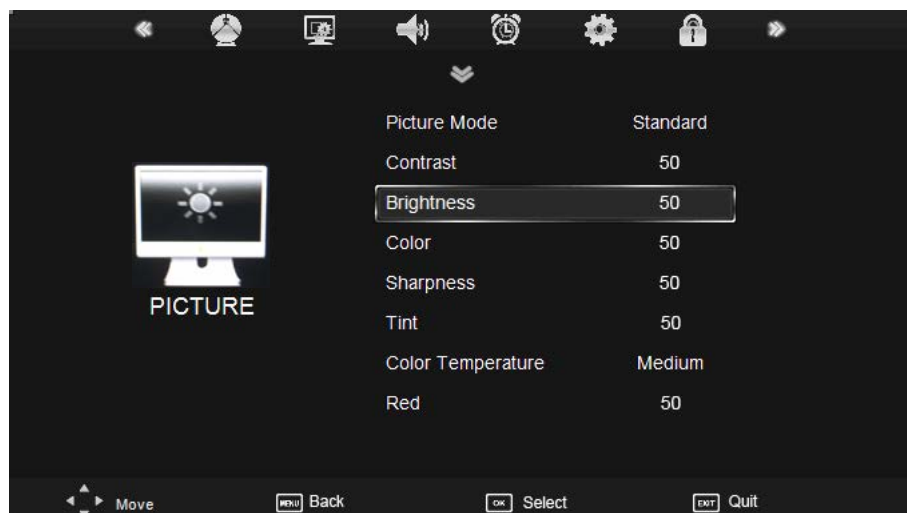 Picture Mode Standard
Contrast 50
Brightness 50
Color 50
Sharpness 50
PICTURE
Tint 50
Color Temperature Medium
Red 50
Move MENU Back OK Select EXIT Quit